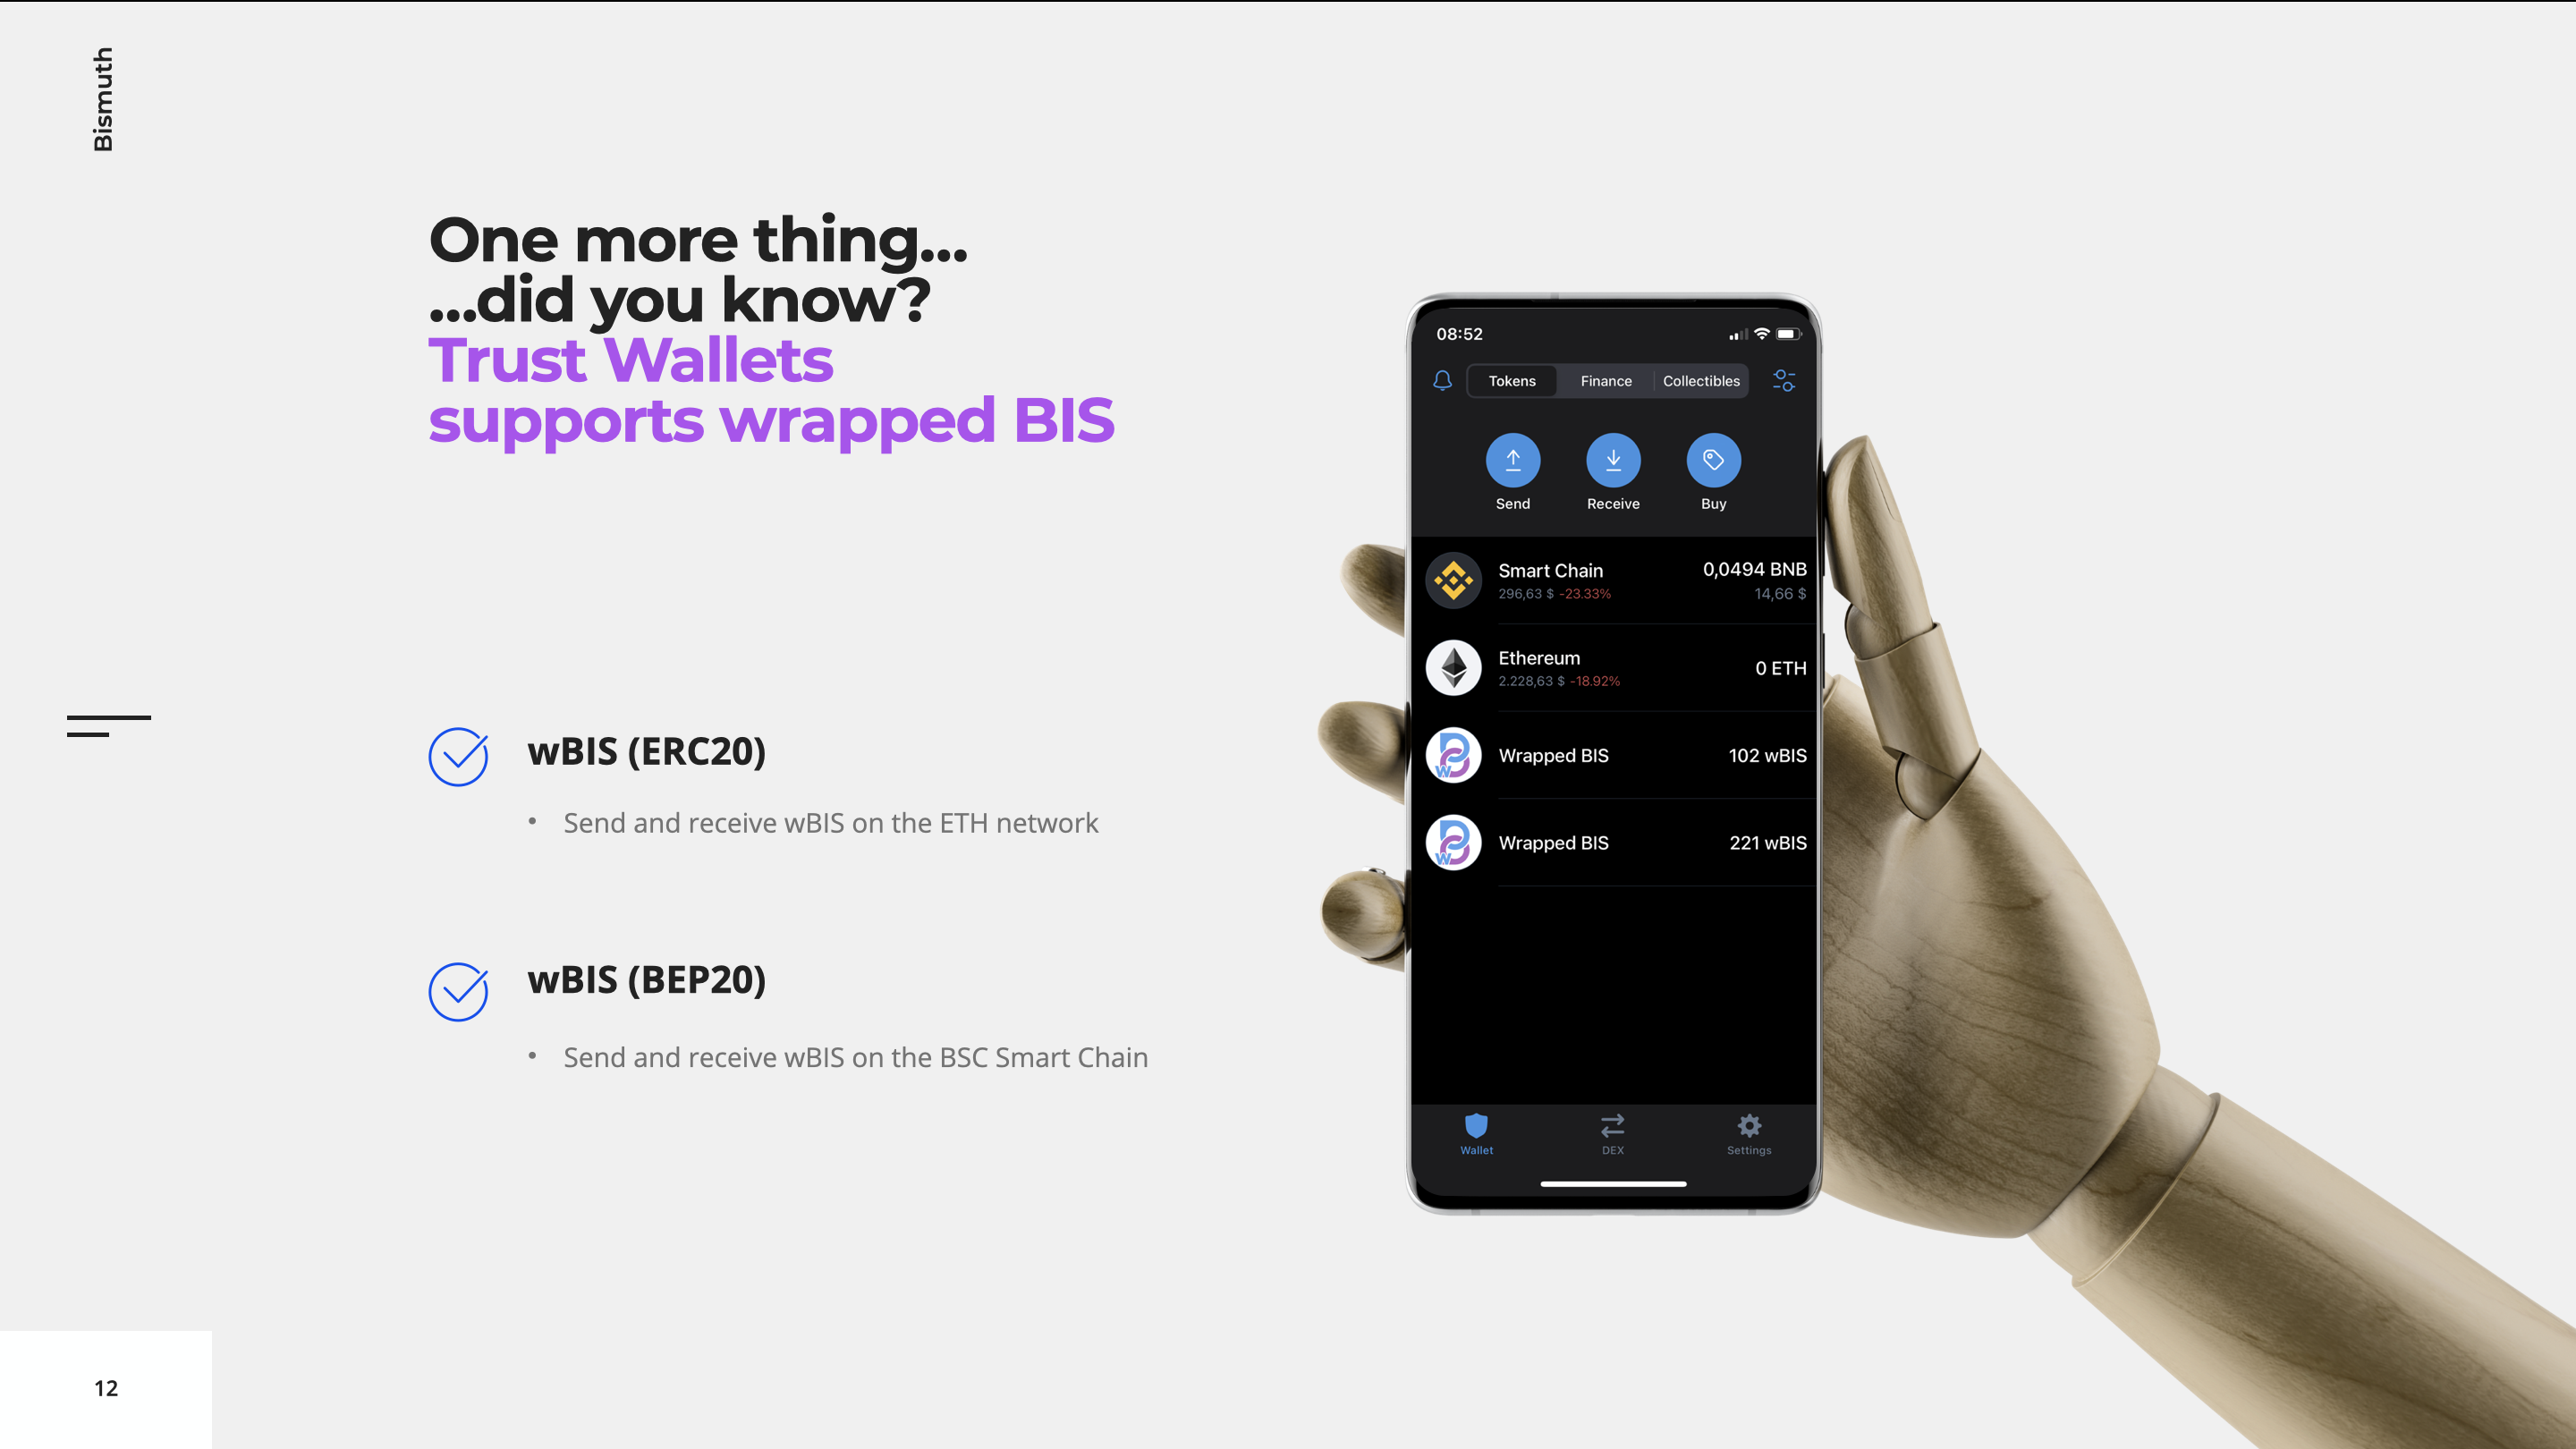 Bismuth
One more thing...
...did you know?
Trust Wallets
supports wrapped BIS
wBIS (ERC20)
• Send and receive wBIS on the ETH network
wBIS (BEP20)
• Send and receive wBIS on the BSC Smart Chain
12
08:52
Tokens Finance Collectibles
Send Receive Buy
Smart Chain 0,0494 BNB
296,63 $ -23.33% 14,66 $
Ethereum 0 ETH
2.228,63 $ -18.92%
Wrapped BIS 102 wBIS
Wrapped BIS 221 wBIS
Wallet DEX Settings